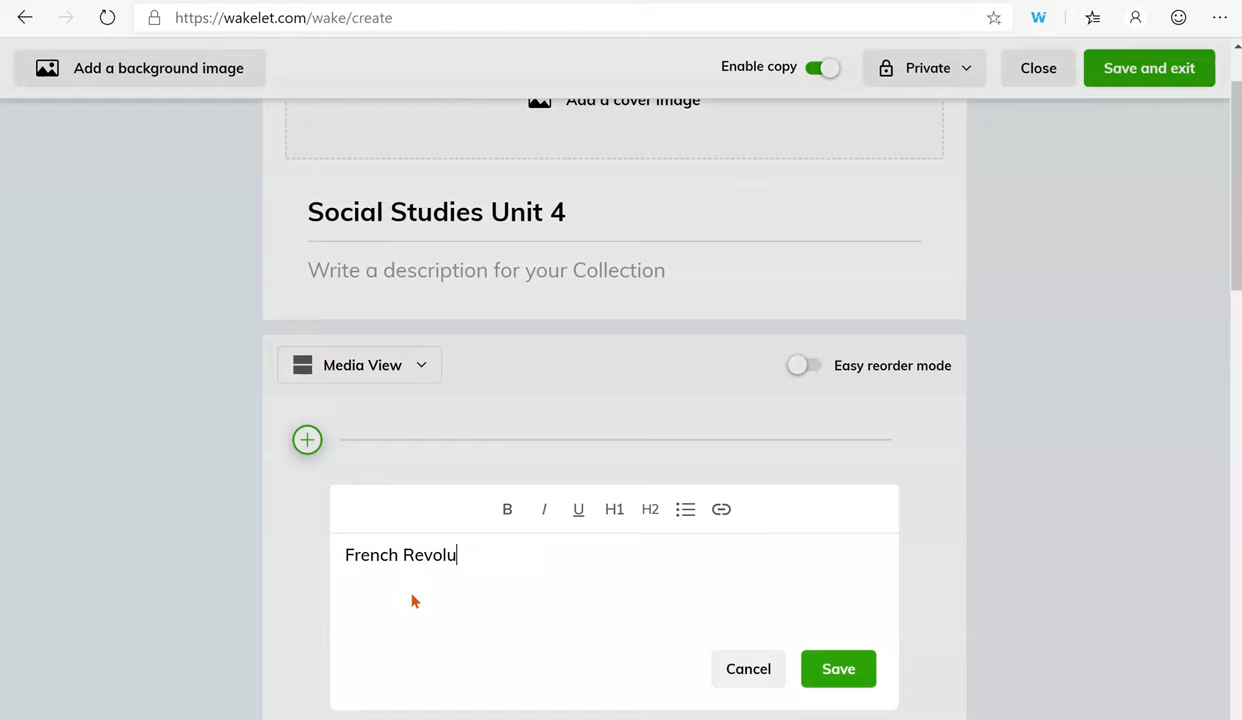 https://wakelet.com/wake/create
W
Add a background image
Enable copy
Private
Close
Save and exit
Add a cover image
Social Studies Unit 4
Write a description for your Collection
Media View
Easy reorder mode
B I U H1 H2
French Revolu
Cancel
Save